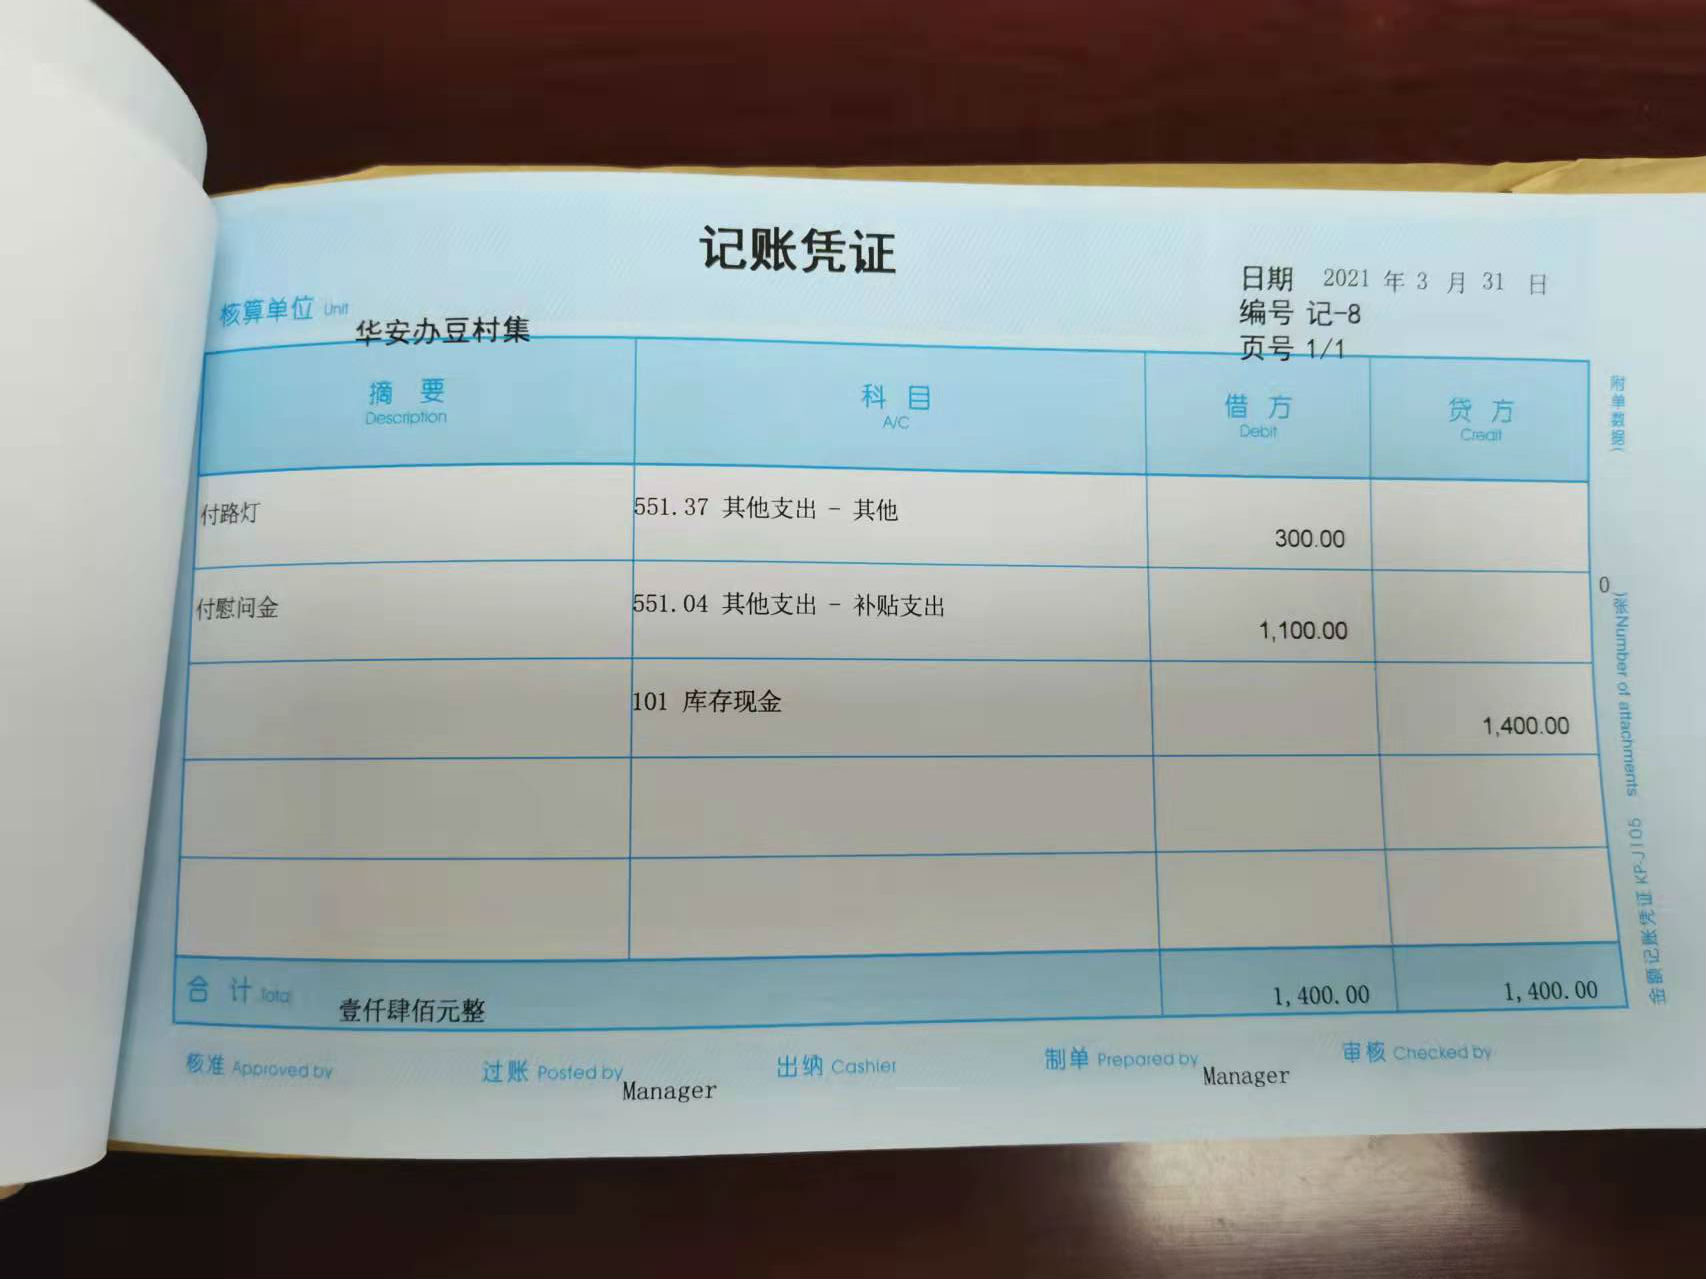 记账凭证
日期 2021 年 3 月 31 日
核算单位 Unit 华安办豆村集
编号 记-8
页号 1/1
摘要 科目 借方 贷方
Description A/C Debit Credit
付路灯 551.37 其他支出 - 其他 300.00
付慰问金 551.04 其他支出 - 补贴支出 1,100.00
101 库存现金 1,400.00
合计 Total 壹仟肆佰元整 1,400.00 1,400.00
核准 Approved by 过账 Posted by Manager 出纳 Cashier 制单 Prepared by Manager 审核 Checked by
附单数据(
0
)张Number of attachments
金额记账凭证 KP-J105